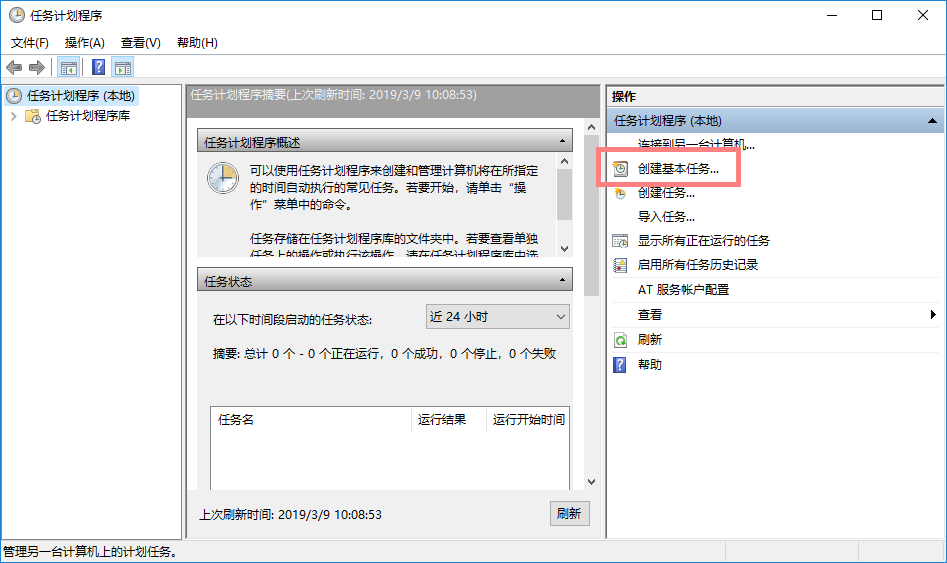 任务计划程序
文件(F) 操作(A) 查看(V) 帮助(H)
任务计划程序 (本地)
任务计划程序库
任务计划程序摘要(上次刷新时间: 2019/3/9 10:08:53)
任务计划程序概述
可以使用任务计划程序来创建和管理计算机将在所指定
的时间自动执行的常见任务。若要开始，请单击“操
作”菜单中的命令。
任务存储在任务计划程序库的文件夹中。若要查看单独
任务上的操作或执行该操作，请在任务计划程序库中选
任务状态
在以下时间段启动的任务状态:
近 24 小时
摘要: 总计 0 个 - 0 个正在运行，0 个成功，0 个停止，0 个失败
任务名 运行结果 运行开始时间
上次刷新时间: 2019/3/9 10:08:53
刷新
操作
任务计划程序 (本地)
连接到另一台计算机...
创建基本任务...
创建任务...
导入任务...
显示所有正在运行的任务
启用所有任务历史记录
AT 服务帐户配置
查看
刷新
帮助
管理另一台计算机上的计划任务。